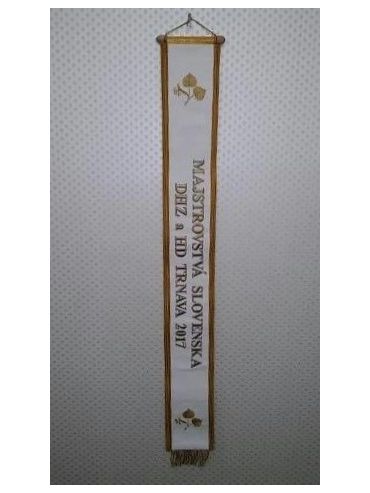 MAJSTROVSTVÁ SLOVENSKA
DHZ a HD TRNAVA 2017